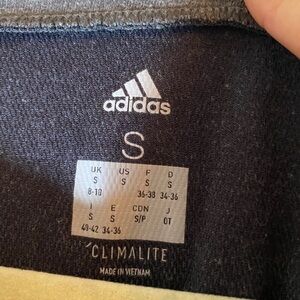 adidas
S
UK US F D
S S S S
8-10 36-38 34-36
I E CDN J
S S S/P OT
40-42 34-36
CLIMALITE
MADE IN VIETNAM